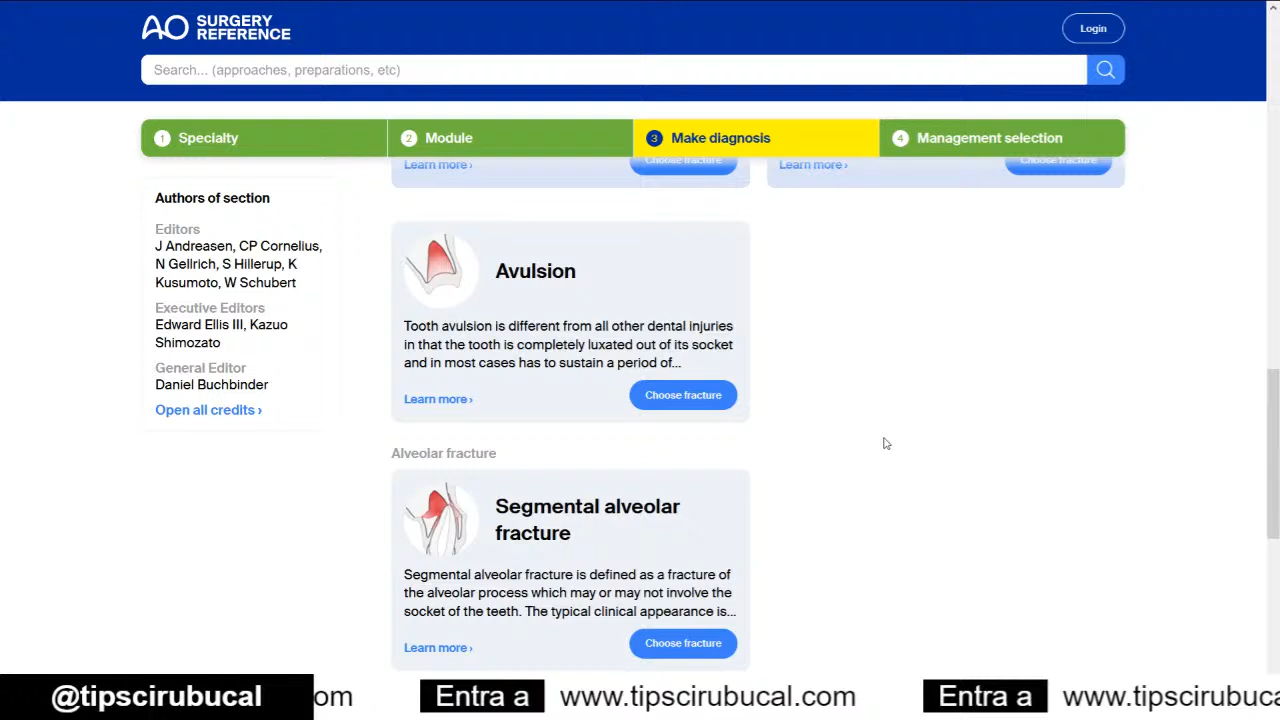 AO SURGERY
REFERENCE
Login
Search... (approaches, preparations, etc)
1 Specialty
2 Module
3 Make diagnosis
4 Management selection
Learn more ›
Choose fracture
Learn more ›
Choose fracture
Authors of section
Editors
J Andreasen, CP Cornelius,
N Gellrich, S Hillerup, K
Kusumoto, W Schubert
Executive Editors
Edward Ellis III, Kazuo
Shimozato
General Editor
Daniel Buchbinder
Open all credits ›
Avulsion
Tooth avulsion is different from all other dental injuries
in that the tooth is completely luxated out of its socket
and in most cases has to sustain a period of...
Learn more ›
Choose fracture
Alveolar fracture
Segmental alveolar
fracture
Segmental alveolar fracture is defined as a fracture of
the alveolar process which may or may not involve the
socket of the teeth. The typical clinical appearance is...
Learn more ›
Choose fracture
@tipscirubucal om Entra a www.tipscirubucal.com Entra a www.tipscirubuca